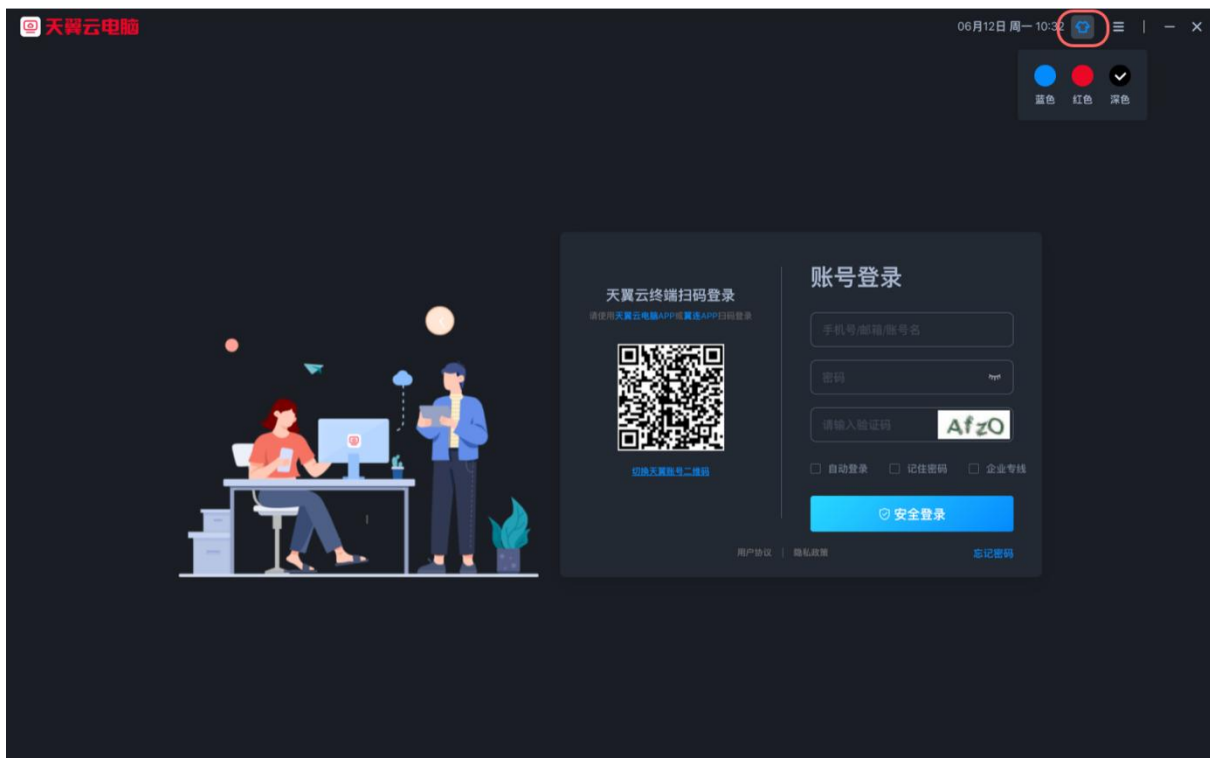 天翼云电脑
06月12日 周一 10:32
蓝色 红色 深色
天翼云终端扫码登录
请使用天翼云电脑APP或翼连APP扫码登录
切换天翼账号二维码
账号登录
手机号/邮箱/账号名
密码
请输入验证码 AfzO
自动登录 记住密码 企业专线
安全登录
用户协议 | 隐私政策
忘记密码